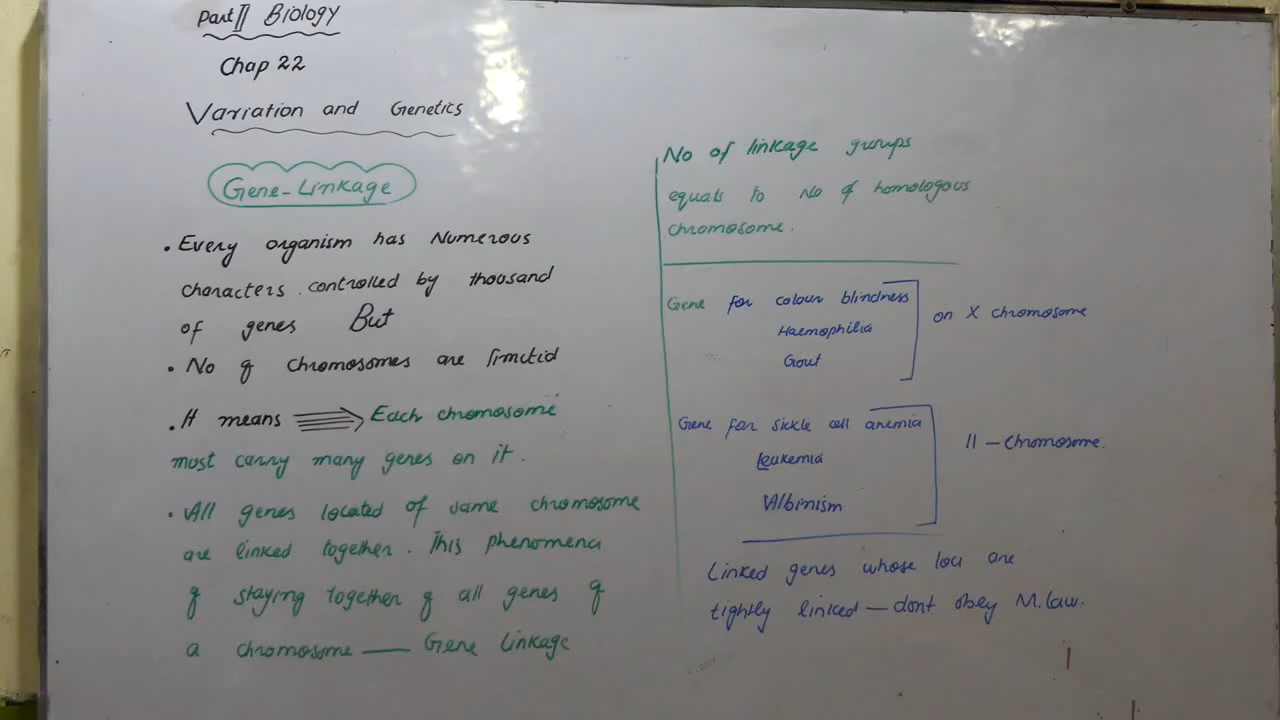 Part II Biology
Chap 22
Variation and Genetics
Gene-Linkage
• Every organism has Numerous
characters controlled by thousand
of genes But
• No of chromosomes are limited
• It means ⟹ Each chromosome
must carry many genes on it.
• All genes located of same chromosome
are linked together. This phenomena
of staying together of all genes of
a chromosome — Gene Linkage
No of linkage groups
equals to No of homologous
chromosome.
Gene for colour blindness
Haemophilia
Gout
on X chromosome
Gene for sickle cell anemia
Leukemia
Albinism
11 – chromosome.
Linked genes whose loci are
tightly linked — dont obey M. law.